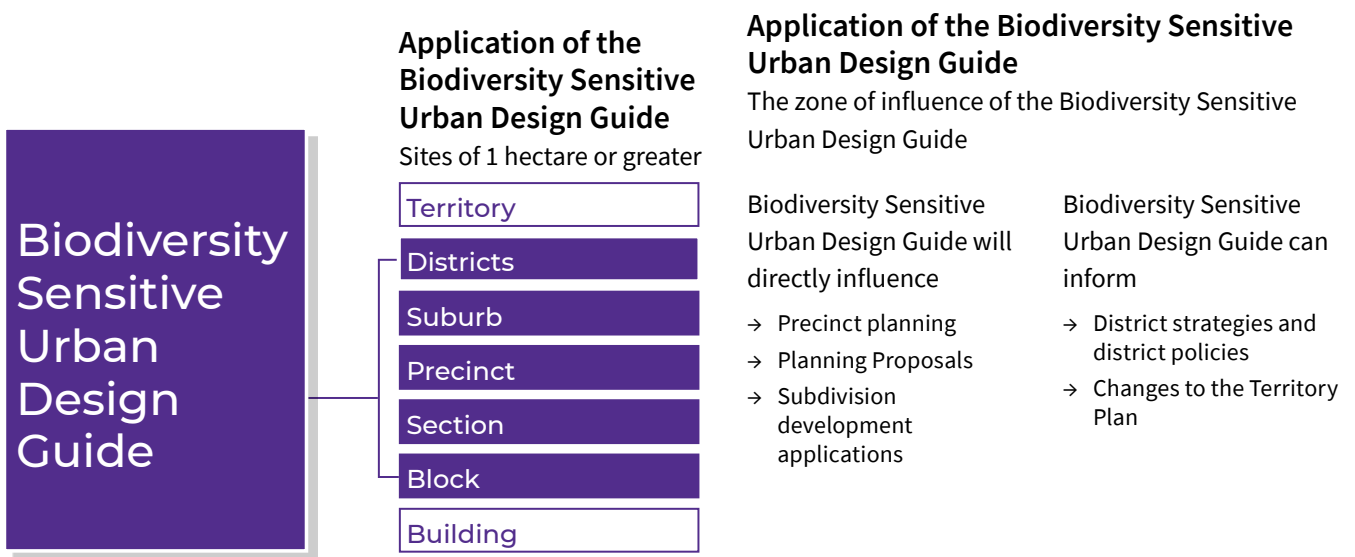 Biodiversity
Sensitive
Urban
Design
Guide
Application of the
Biodiversity Sensitive
Urban Design Guide
Sites of 1 hectare or greater
Territory
Districts
Suburb
Precinct
Section
Block
Building
Application of the Biodiversity Sensitive
Urban Design Guide
The zone of influence of the Biodiversity Sensitive
Urban Design Guide
Biodiversity Sensitive
Urban Design Guide will
directly influence
→ Precinct planning
→ Planning Proposals
→ Subdivision
development
applications
Biodiversity Sensitive
Urban Design Guide can
inform
→ District strategies and
district policies
→ Changes to the Territory
Plan